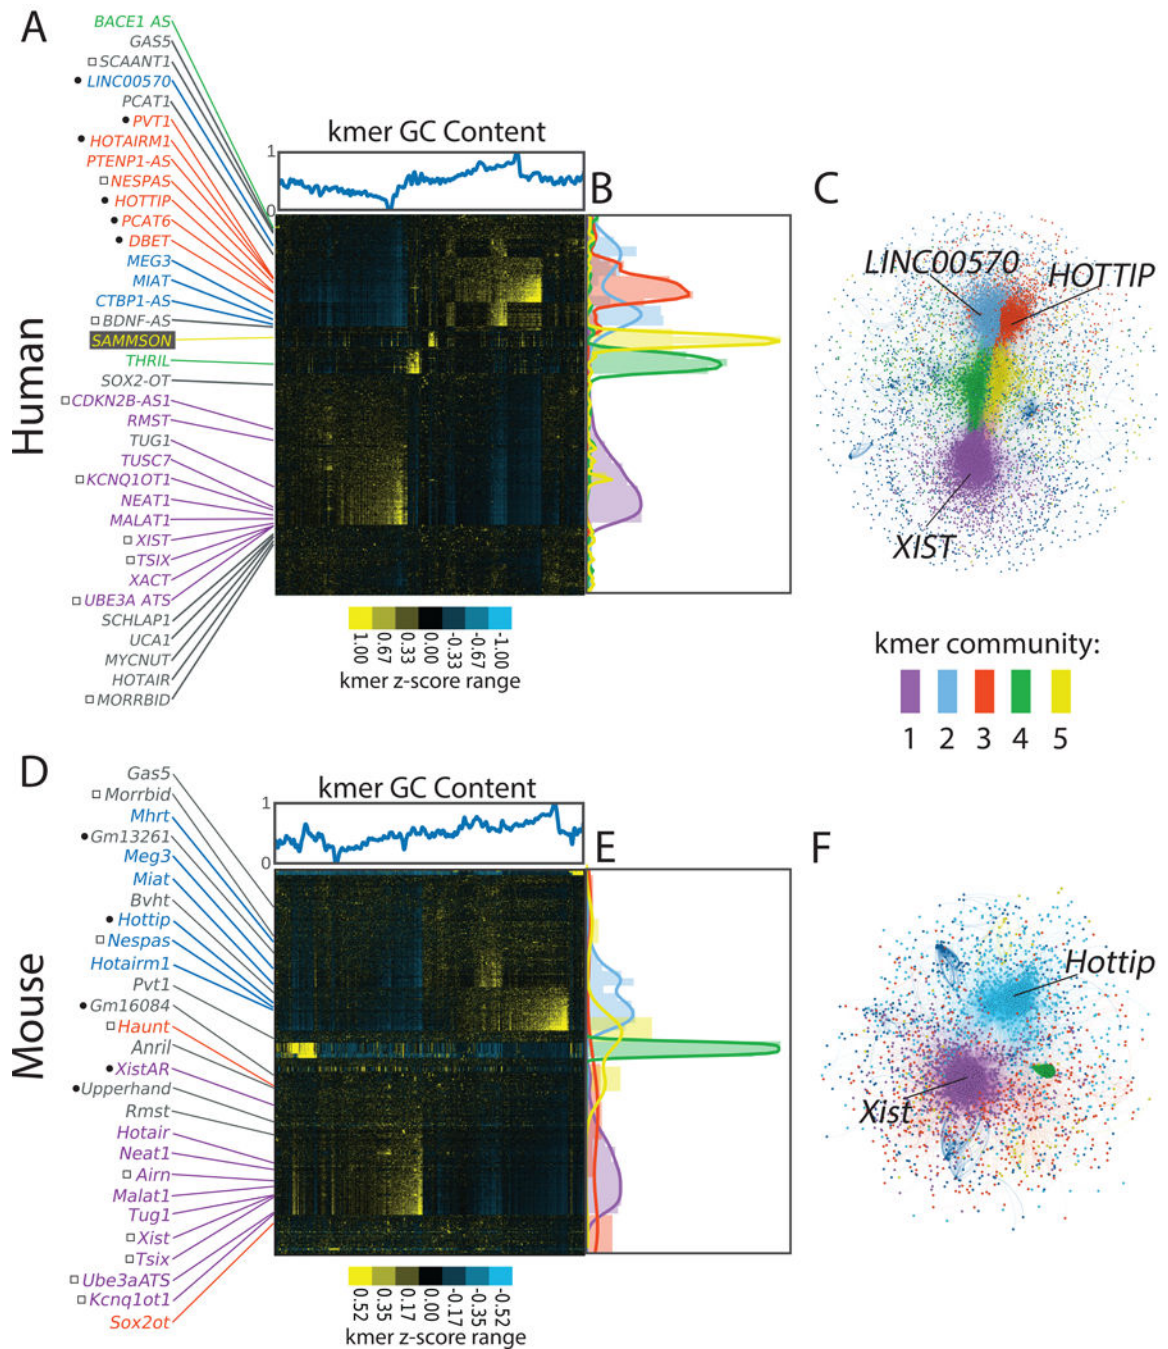 A
BACE1 AS
GAS5
SCAANT1
LINC00570
PCAT1
PVT1
HOTAIRM1
PTENP1-AS
NESPAS
HOTTIP
PCAT6
DBET
MEG3
MIAT
CTBP1-AS
BDNF-AS
SAMMSON
THRIL
SOX2-OT
CDKN2B-AS1
RMST
TUG1
TUSC7
KCNQ1OT1
NEAT1
MALAT1
XIST
TSIX
XACT
UBE3A ATS
SCHLAP1
UCA1
MYCNUT
HOTAIR
MORRBID
Human
kmer GC Content
1
0
1.00
0.67
0.33
0.00
-0.33
-0.67
-1.00
kmer z-score range
B
C
LINC00570
HOTTIP
XIST
kmer community:
1 2 3 4 5
D
Gas5
Morrbid
Mhrt
Gm13261
Meg3
Miat
Bvht
Hottip
Nespas
Hotairm1
Pvt1
Gm16084
Haunt
Anril
XistAR
Upperhand
Rmst
Hotair
Neat1
Airn
Malat1
Tug1
Xist
Tsix
Ube3aATS
Kcnq1ot1
Sox2ot
Mouse
kmer GC Content
1
0
0.52
0.35
0.17
0.00
-0.17
-0.35
-0.52
kmer z-score range
E
F
Hottip
Xist